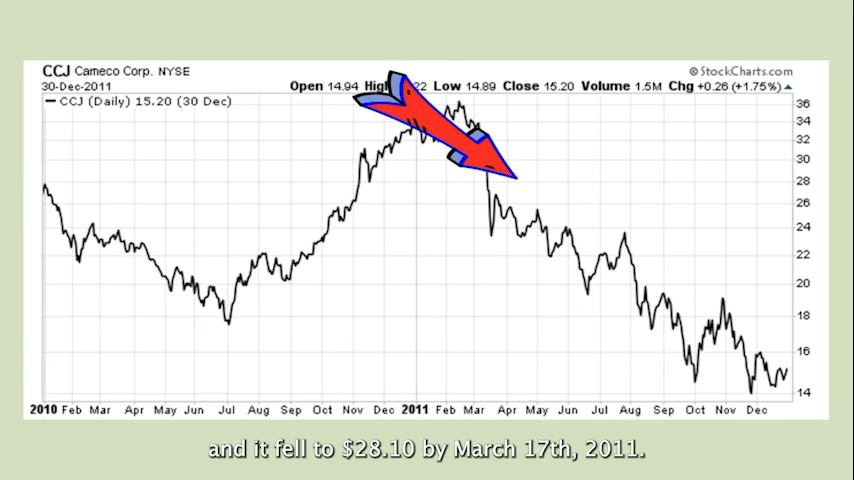 CCJ Cameco Corp. NYSE
©StockCharts.com
30-Dec-2011
Open 14.94 High Low 14.89 Close 15.20 Volume 1.5M Chg +0.26 (+1.75%)
CCJ (Daily) 15.20 (30 Dec)
36
34
32
30
28
26
24
22
20
18
16
14
2010 Feb Mar Apr May Jun Jul Aug Sep Oct Nov Dec 2011 Feb Mar Apr May Jun Jul Aug Sep Oct Nov Dec
and it fell to $28.10 by March 17th, 2011.